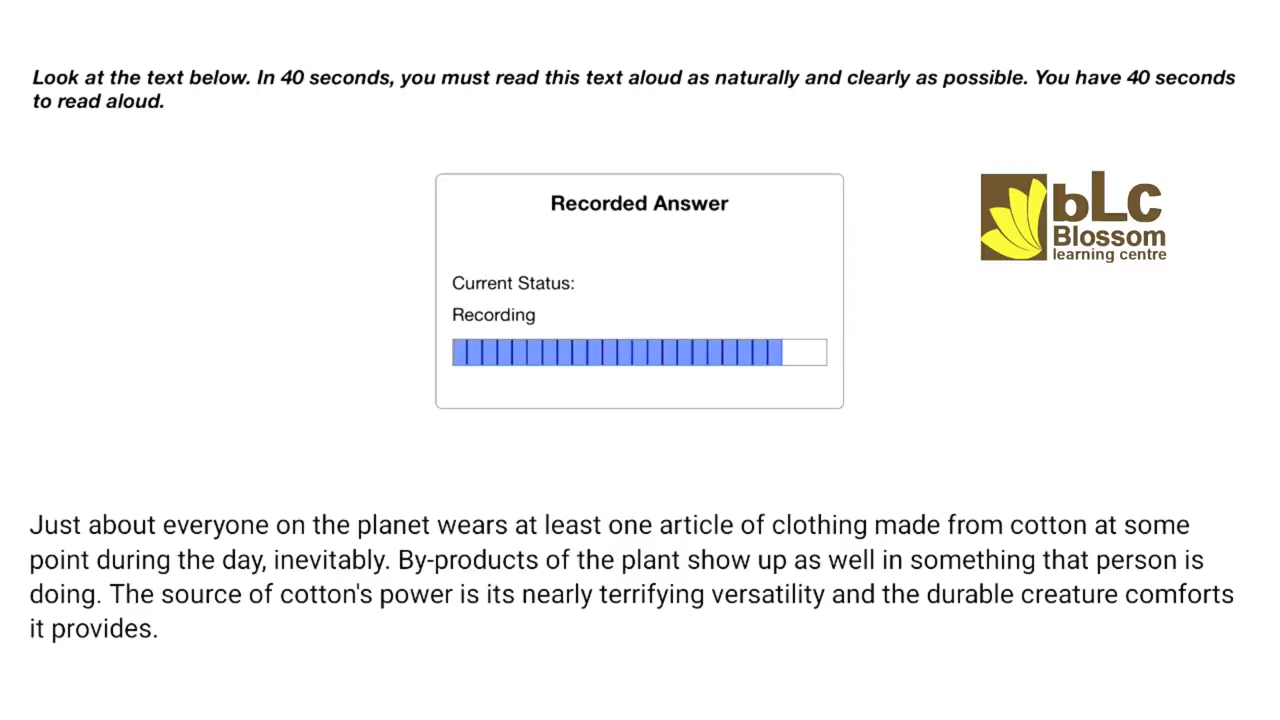 Look at the text below. In 40 seconds, you must read this text aloud as naturally and clearly as possible. You have 40 seconds
to read aloud.
Recorded Answer
bLc
Blossom
learning centre
Current Status:
Recording
Just about everyone on the planet wears at least one article of clothing made from cotton at some
point during the day, inevitably. By-products of the plant show up as well in something that person is
doing. The source of cotton's power is its nearly terrifying versatility and the durable creature comforts
it provides.